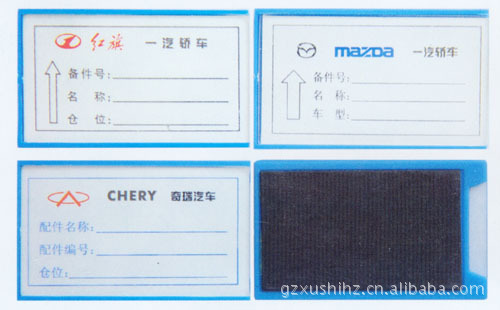 红旗 一汽轿车
备件号:
名 称:
仓 位:
mazda 一汽轿车
备件号:
名 称:
车 型:
CHERY 奇瑞汽车
配件名称:
配件编号:
仓位:
gzxushihz.cn.alibaba.com